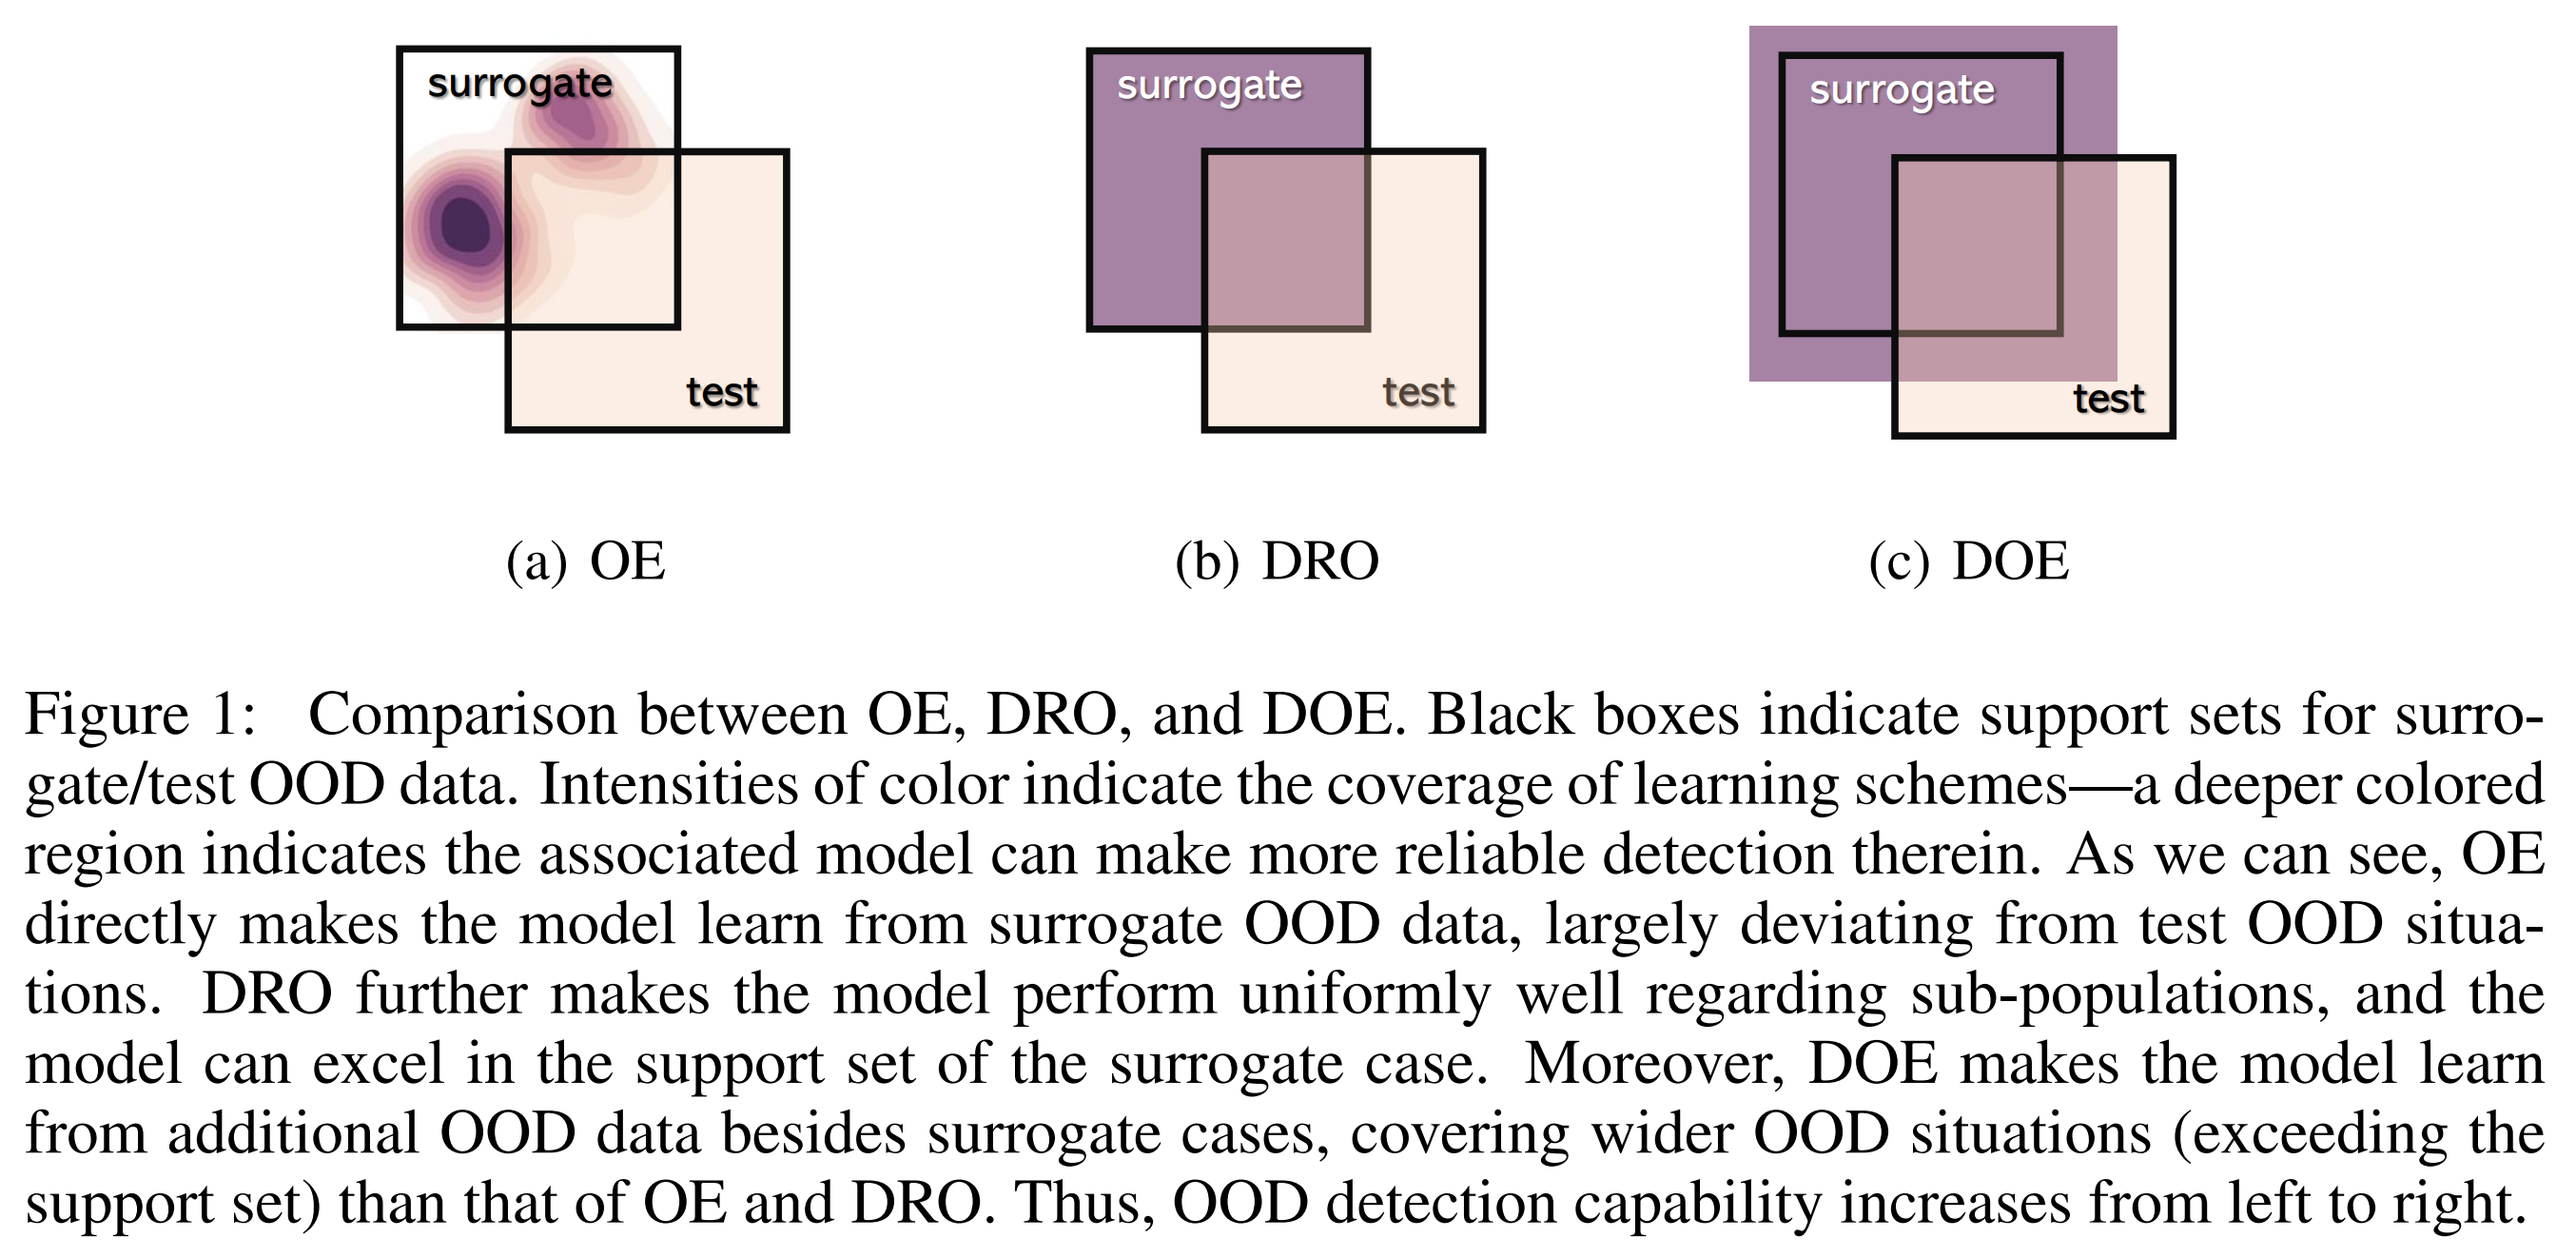 surrogate
test
surrogate
test
surrogate
test
(a) OE
(b) DRO
(c) DOE
Figure 1: Comparison between OE, DRO, and DOE. Black boxes indicate support sets for surro-
gate/test OOD data. Intensities of color indicate the coverage of learning schemes—a deeper colored
region indicates the associated model can make more reliable detection therein. As we can see, OE
directly makes the model learn from surrogate OOD data, largely deviating from test OOD situa-
tions. DRO further makes the model perform uniformly well regarding sub-populations, and the
model can excel in the support set of the surrogate case. Moreover, DOE makes the model learn
from additional OOD data besides surrogate cases, covering wider OOD situations (exceeding the
support set) than that of OE and DRO. Thus, OOD detection capability increases from left to right.